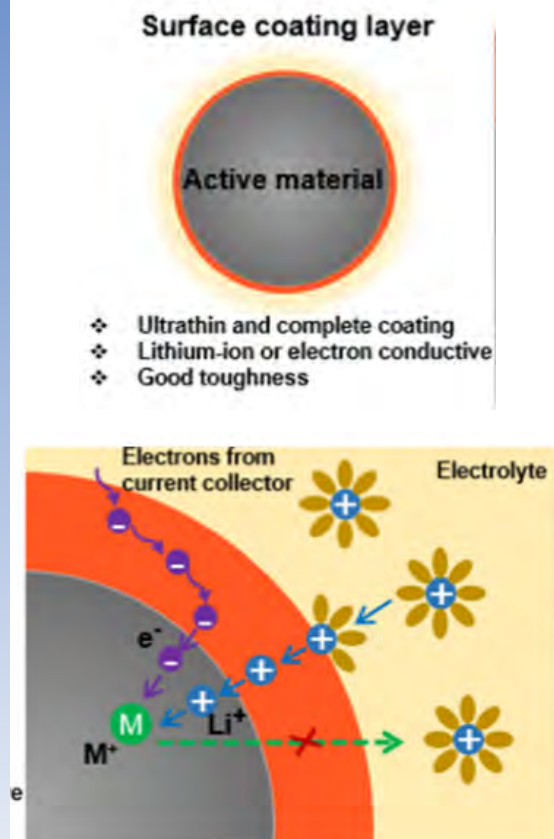 Surface coating layer
Active material
❖ Ultrathin and complete coating
❖ Lithium-ion or electron conductive
❖ Good toughness
Electrons from
current collector
Electrolyte
+
+
+
+
+
+
-
-
-
-
e-
Li+
M
M+
e